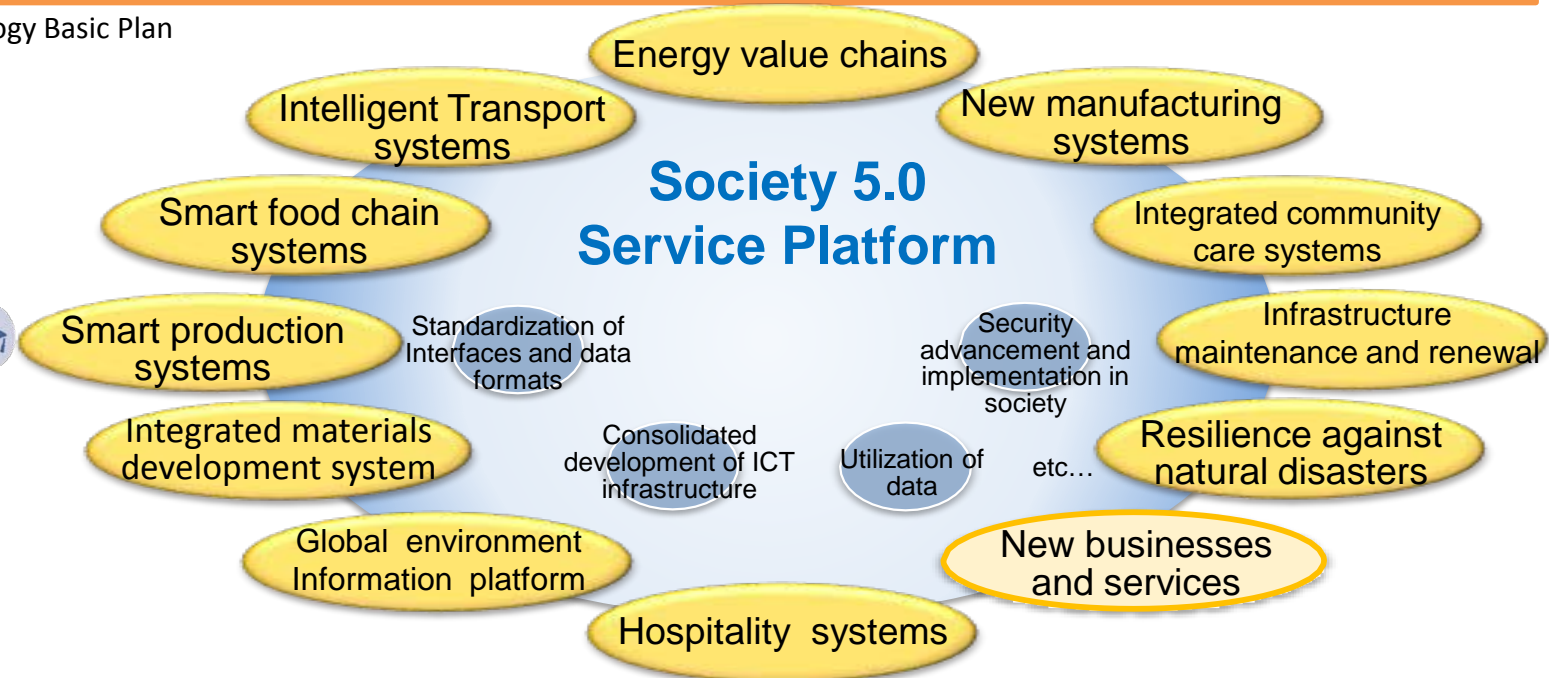 ogy Basic Plan
Energy value chains
Intelligent Transport
systems
New manufacturing
systems
Society 5.0
Service Platform
Smart food chain
systems
Integrated community
care systems
Smart production
systems
Standardization of
Interfaces and data
formats
Security
advancement and
implementation in
society
Infrastructure
maintenance and renewal
Integrated materials
development system
Consolidated
development of ICT
infrastructure
Utilization of
data
etc…
Resilience against
natural disasters
Global environment
Information platform
New businesses
and services
Hospitality systems